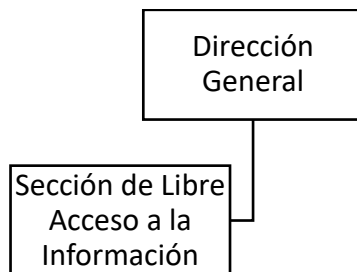 Dirección
General
Sección de Libre
Acceso a la
Información